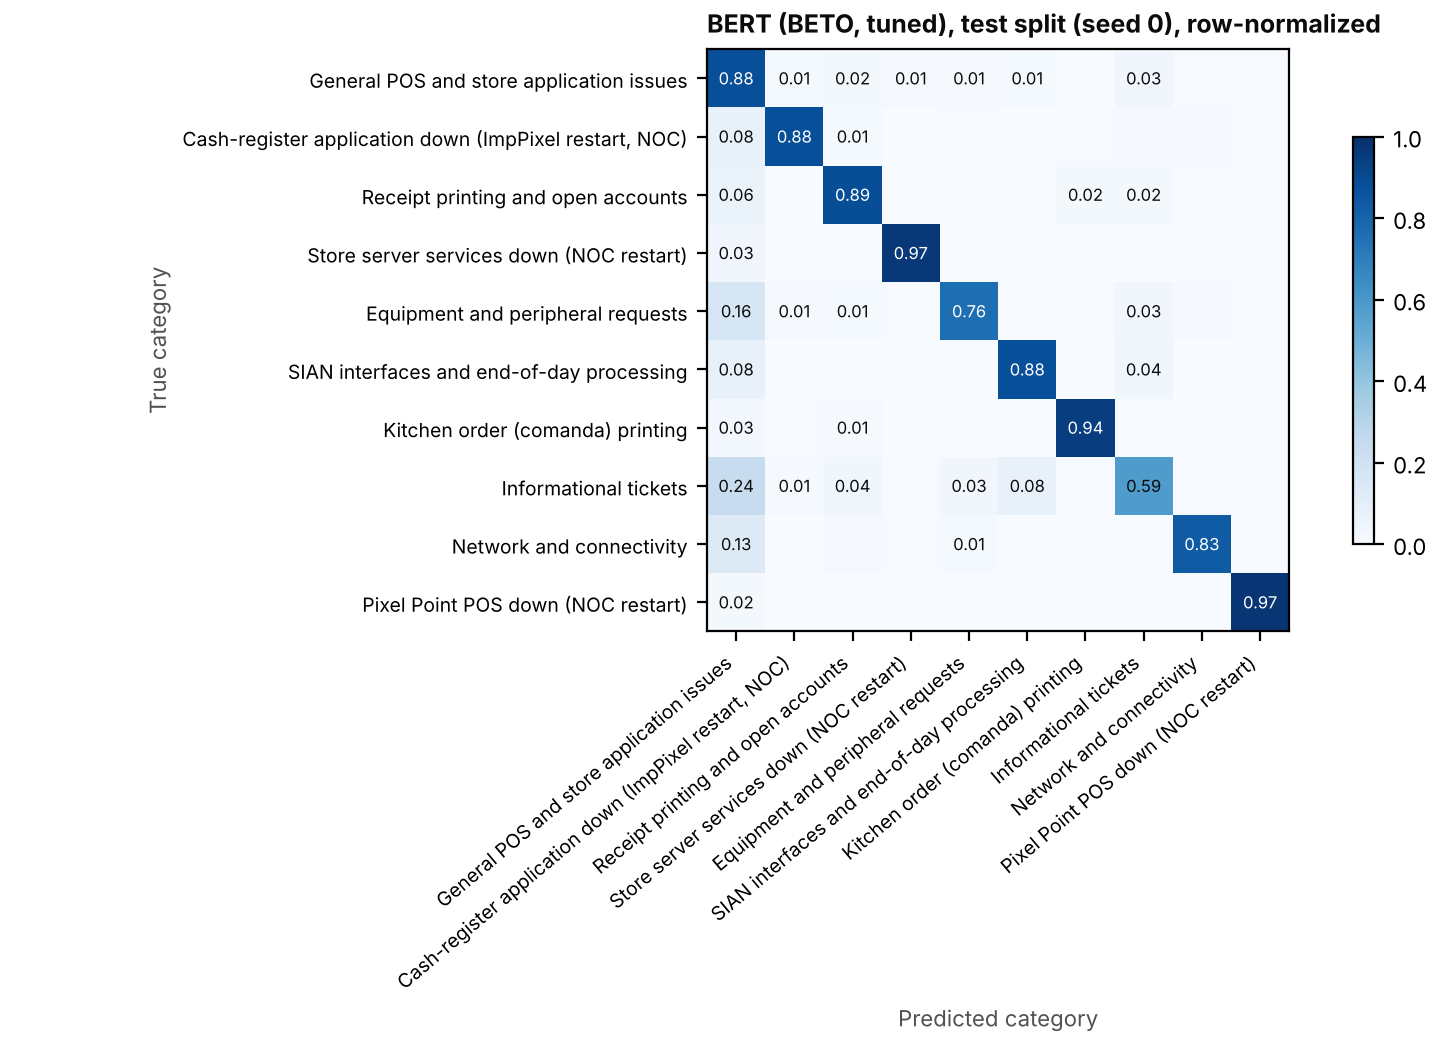 BERT (BETO, tuned), test split (seed 0), row-normalized
General POS and store application issues 0.88 0.01 0.02 0.01 0.01 0.01 0.03
Cash-register application down (ImpPixel restart, NOC) 0.08 0.88 0.01
Receipt printing and open accounts 0.06 0.89 0.02 0.02
Store server services down (NOC restart) 0.03 0.97
Equipment and peripheral requests 0.16 0.01 0.01 0.76 0.03
SIAN interfaces and end-of-day processing 0.08 0.88 0.04
Kitchen order (comanda) printing 0.03 0.01 0.94
Informational tickets 0.24 0.01 0.04 0.03 0.08 0.59
Network and connectivity 0.13 0.01 0.83
Pixel Point POS down (NOC restart) 0.02 0.97
True category
1.0
0.8
0.6
0.4
0.2
0.0
General POS and store application issues
Cash-register application down (ImpPixel restart, NOC)
Receipt printing and open accounts
Store server services down (NOC restart)
Equipment and peripheral requests
SIAN interfaces and end-of-day processing
Kitchen order (comanda) printing
Informational tickets
Network and connectivity
Pixel Point POS down (NOC restart)
Predicted category